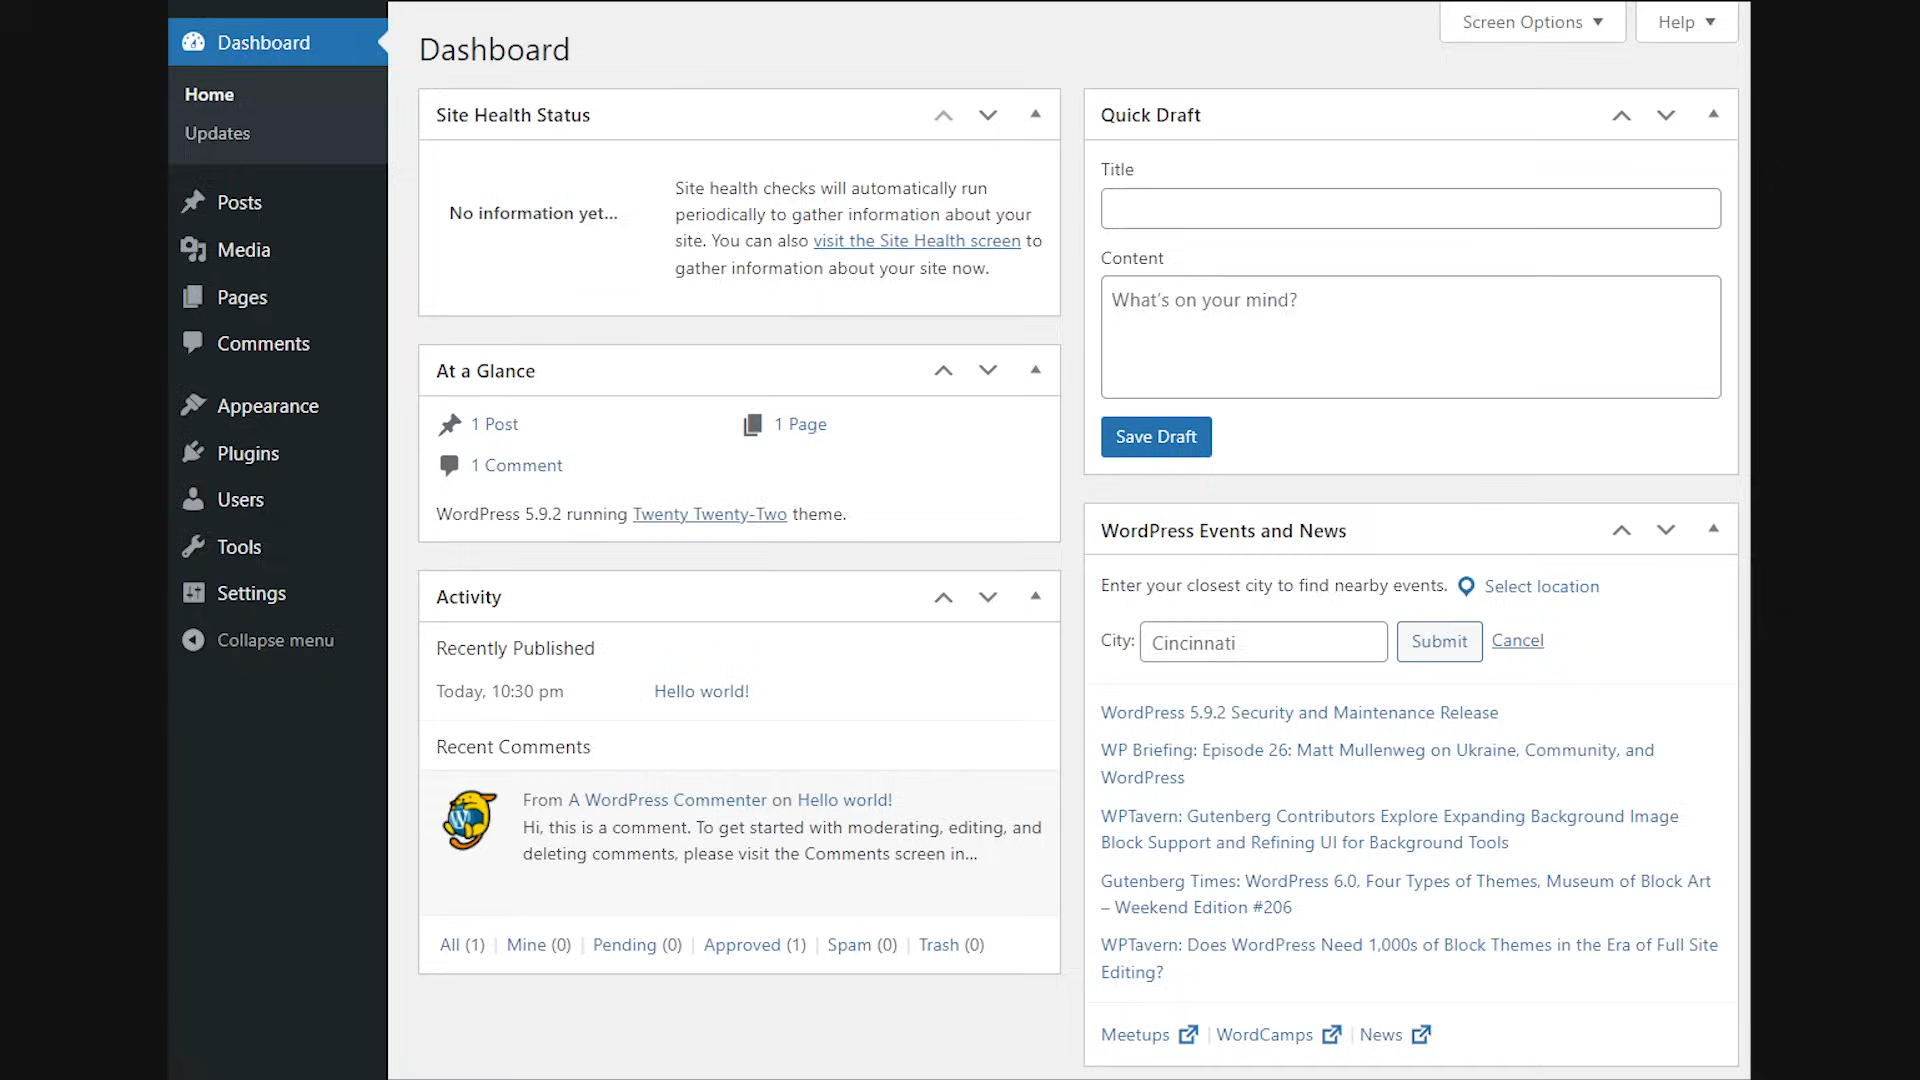 Screen Options
Help
Dashboard
Home
Updates
Posts
Media
Pages
Comments
Appearance
Plugins
Users
Tools
Settings
Collapse menu
Dashboard
Site Health Status
No information yet...
Site health checks will automatically run
periodically to gather information about your
site. You can also visit the Site Health screen to
gather information about your site now.
At a Glance
1 Post
1 Page
1 Comment
WordPress 5.9.2 running Twenty Twenty-Two theme.
Activity
Recently Published
Today, 10:30 pm Hello world!
Recent Comments
From A WordPress Commenter on Hello world!
Hi, this is a comment. To get started with moderating, editing, and
deleting comments, please visit the Comments screen in...
All (1) | Mine (0) | Pending (0) | Approved (1) | Spam (0) | Trash (0)
Quick Draft
Title
Content
What's on your mind?
Save Draft
WordPress Events and News
Enter your closest city to find nearby events. Select location
City: Cincinnati Submit Cancel
WordPress 5.9.2 Security and Maintenance Release
WP Briefing: Episode 26: Matt Mullenweg on Ukraine, Community, and
WordPress
WPTavern: Gutenberg Contributors Explore Expanding Background Image
Block Support and Refining UI for Background Tools
Gutenberg Times: WordPress 6.0, Four Types of Themes, Museum of Block Art
– Weekend Edition #206
WPTavern: Does WordPress Need 1,000s of Block Themes in the Era of Full Site
Editing?
Meetups | WordCamps | News